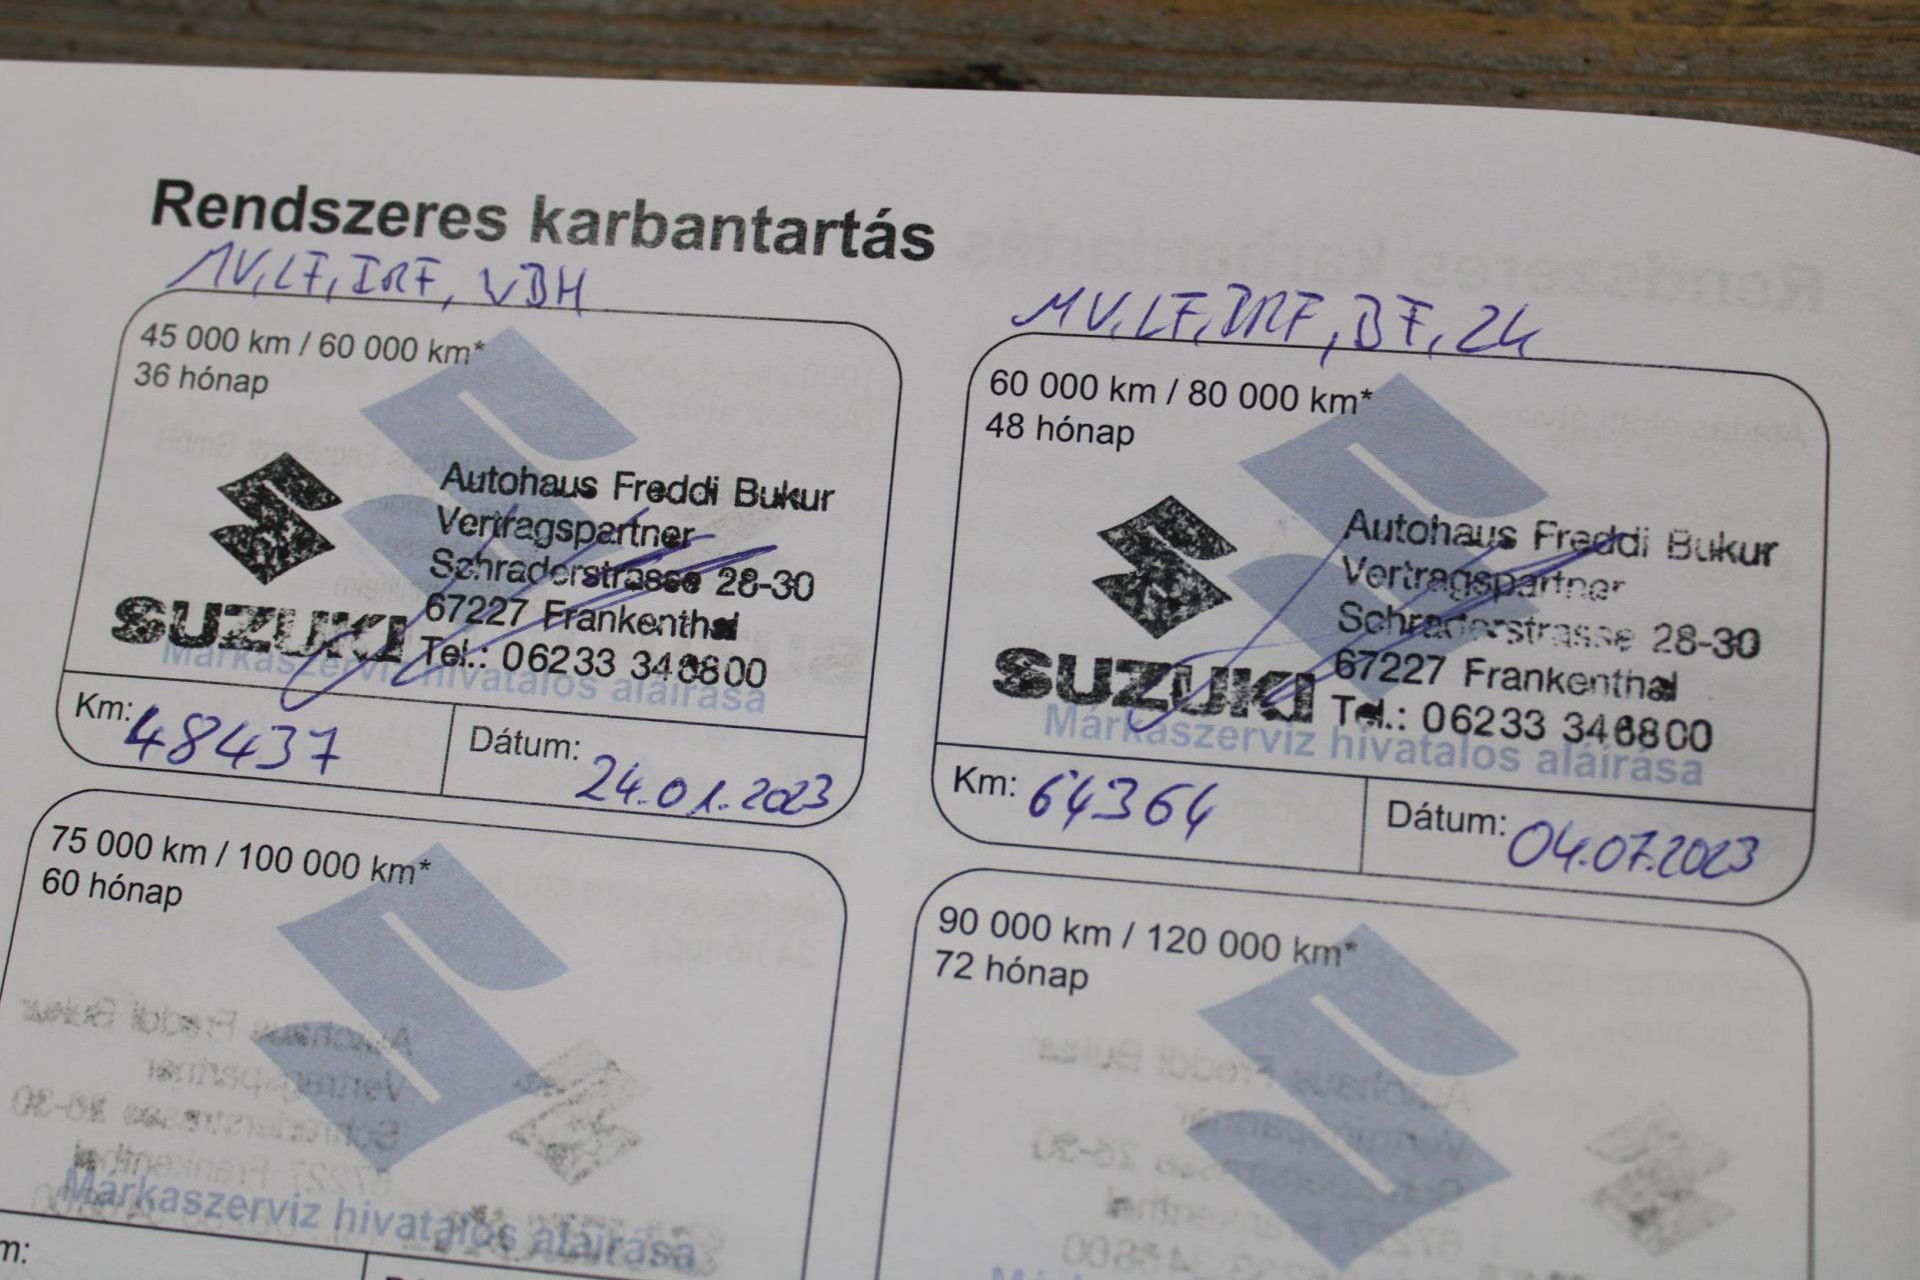 Rendszeres karbantartás
MV, LF, IRF, VBH
45 000 km / 60 000 km*
36 hónap
Autohaus Freddi Bukur
Vertragspartner
Schraderstrasse 28-30
67227 Frankenthal
SUZUKI Tel.: 06233 346800
Márkaszerviz hivatalos aláírása
Km: 48437
Dátum: 24.01.2023
MV, LF, BF, 2K
60 000 km / 80 000 km*
48 hónap
Autohaus Freddi Bukur
Vertragspartner
Schraderstrasse 28-30
67227 Frankenthal
SUZUKI Tel.: 06233 346800
Márkaszerviz hivatalos aláírása
Km: 64364
Dátum: 04.07.2023
75 000 km / 100 000 km*
60 hónap
Márkaszerviz hivatalos aláírása
90 000 km / 120 000 km*
72 hónap